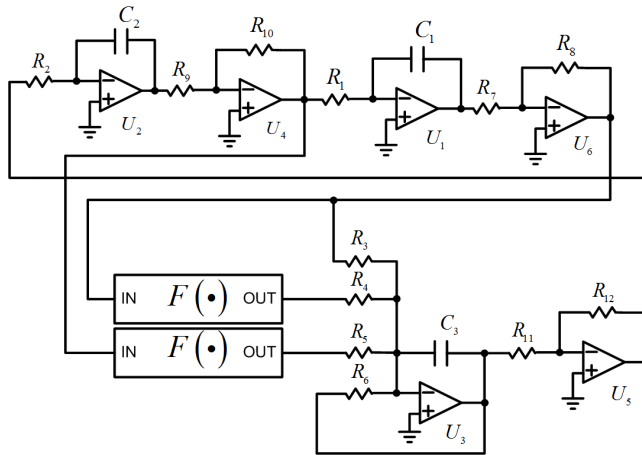 C₂
R₁₀
C₁
R₈
R₂
R₉
R₁
R₇
U₂
U₄
U₁
U₆
R₃
IN F(•) OUT
R₄
IN F(•) OUT
R₅
C₃
R₁₁
R₁₂
R₆
U₃
U₅